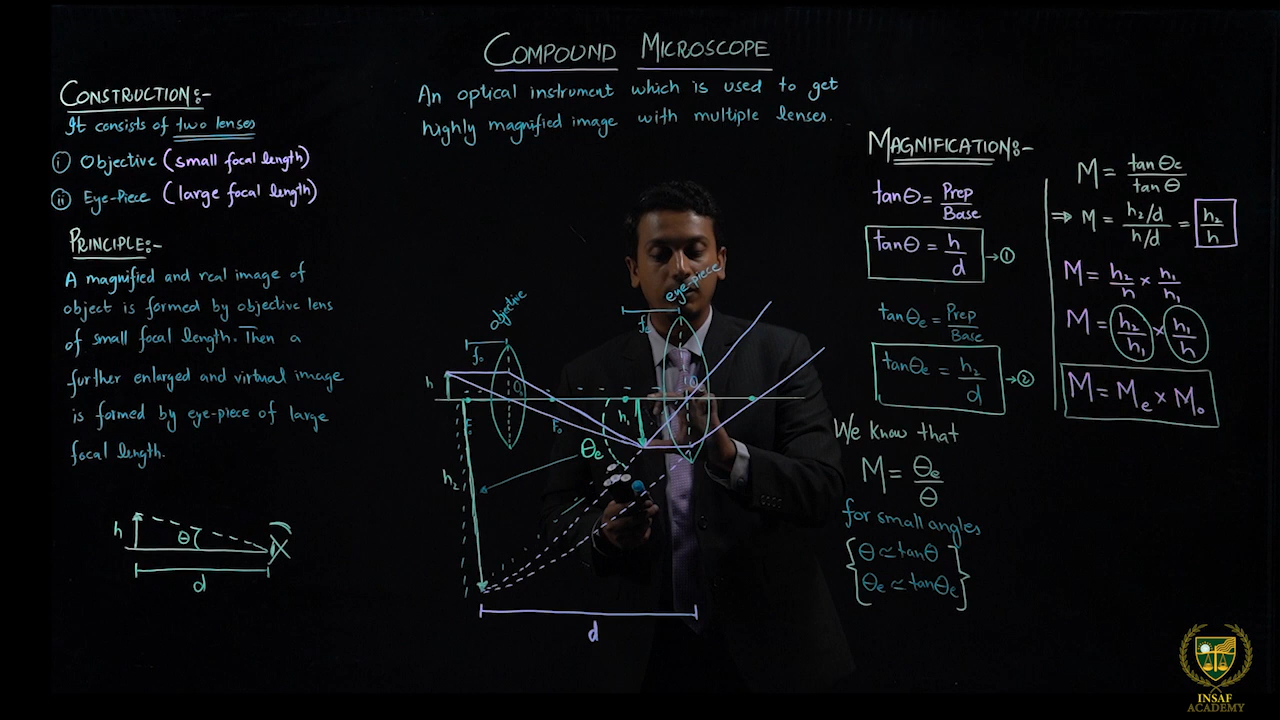 COMPOUND MICROSCOPE
An optical instrument which is used to get
highly magnified image with multiple lenses.
CONSTRUCTION:-
It consists of two lenses
i Objective (small focal length)
ii Eye-Piece (large focal length)
PRINCIPLE:-
A magnified and real image of
object is formed by objective lens
of small focal length. Then a
further enlarged and virtual image
is formed by eye-piece of large
focal length.
h
θ
d
objective
eye-piece
fo
fe
h
O
O
Fo
Fo
h1
θe
h2
d
MAGNIFICATION:-
tanθ = Prep/Base
tanθ = h/d → 1
tanθe = Prep/Base
tanθe = h2/d → 2
We know that
M = θe/θ
for small angles
{θ ≃ tanθ
θe ≃ tanθe}
M = tanθe/tanθ
⇒ M = (h2/d)/(h/d) = h2/h
M = h2/h × h1/h1
M = h2/h1 × h1/h
M = Me × Mo
INSAF
ACADEMY